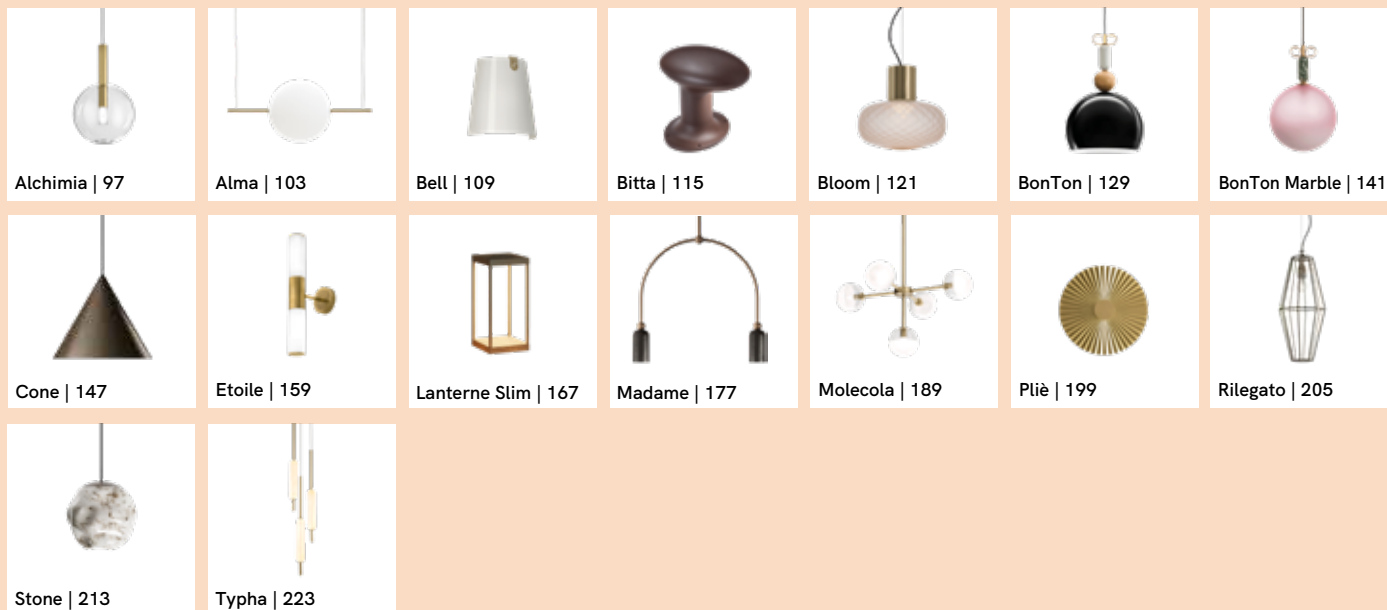 Alchimia | 97
Alma | 103
Bell | 109
Bitta | 115
Bloom | 121
BonTon | 129
BonTon Marble | 141
Cone | 147
Etoile | 159
Lanterne Slim | 167
Madame | 177
Molecola | 189
Pliè | 199
Rilegato | 205
Stone | 213
Typha | 223